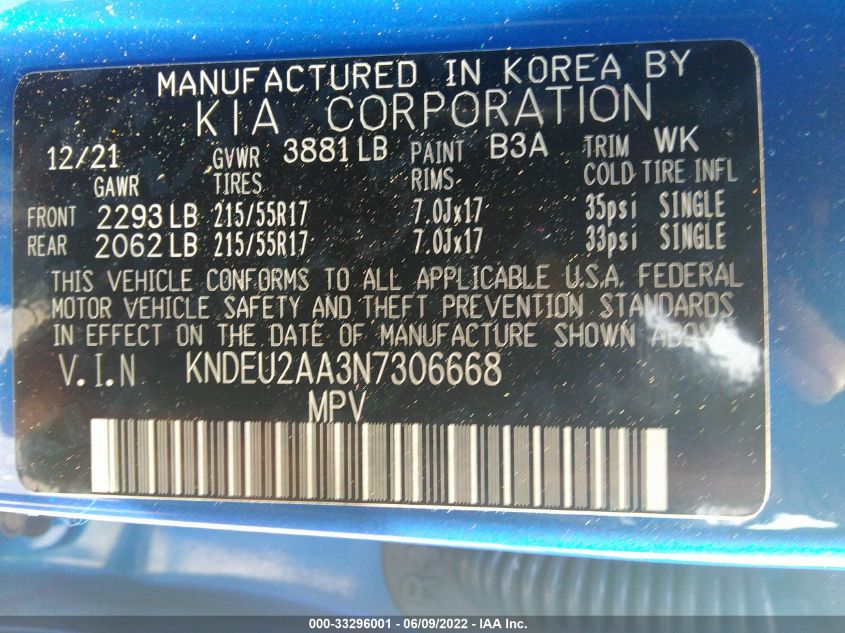 MANUFACTURED IN KOREA BY
KIA CORPORATION
12/21 GVWR 3881 LB PAINT B3A TRIM WK
GAWR TIRES RIMS COLD TIRE INFL
FRONT 2293 LB 215/55R17 7.0Jx17 35psi SINGLE
REAR 2062 LB 215/55R17 7.0Jx17 33psi SINGLE
THIS VEHICLE CONFORMS TO ALL APPLICABLE U.S.A. FEDERAL
MOTOR VEHICLE SAFETY AND THEFT PREVENTION STANDARDS
IN EFFECT ON THE DATE OF MANUFACTURE SHOWN ABOVE
V.I.N KNDEU2AA3N7306668
MPV
000-33296001 - 06/09/2022 - IAA Inc.